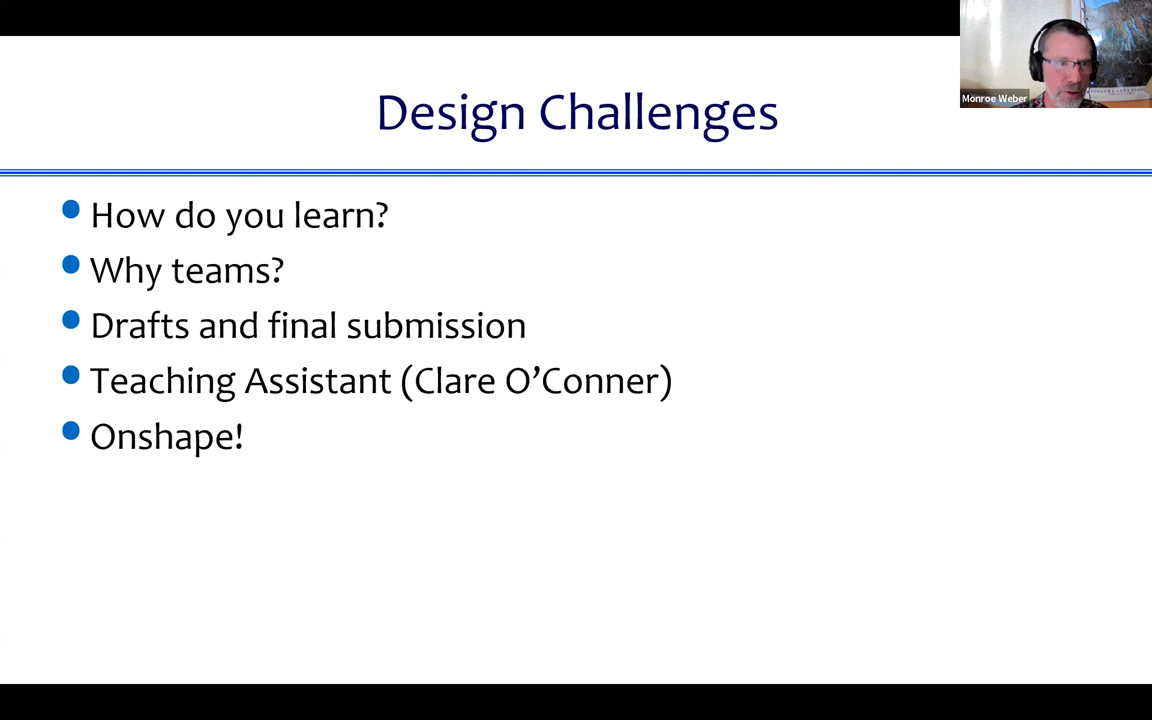 Design Challenges
Monroe Weber
How do you learn?
Why teams?
Drafts and final submission
Teaching Assistant (Clare O’Conner)
Onshape!